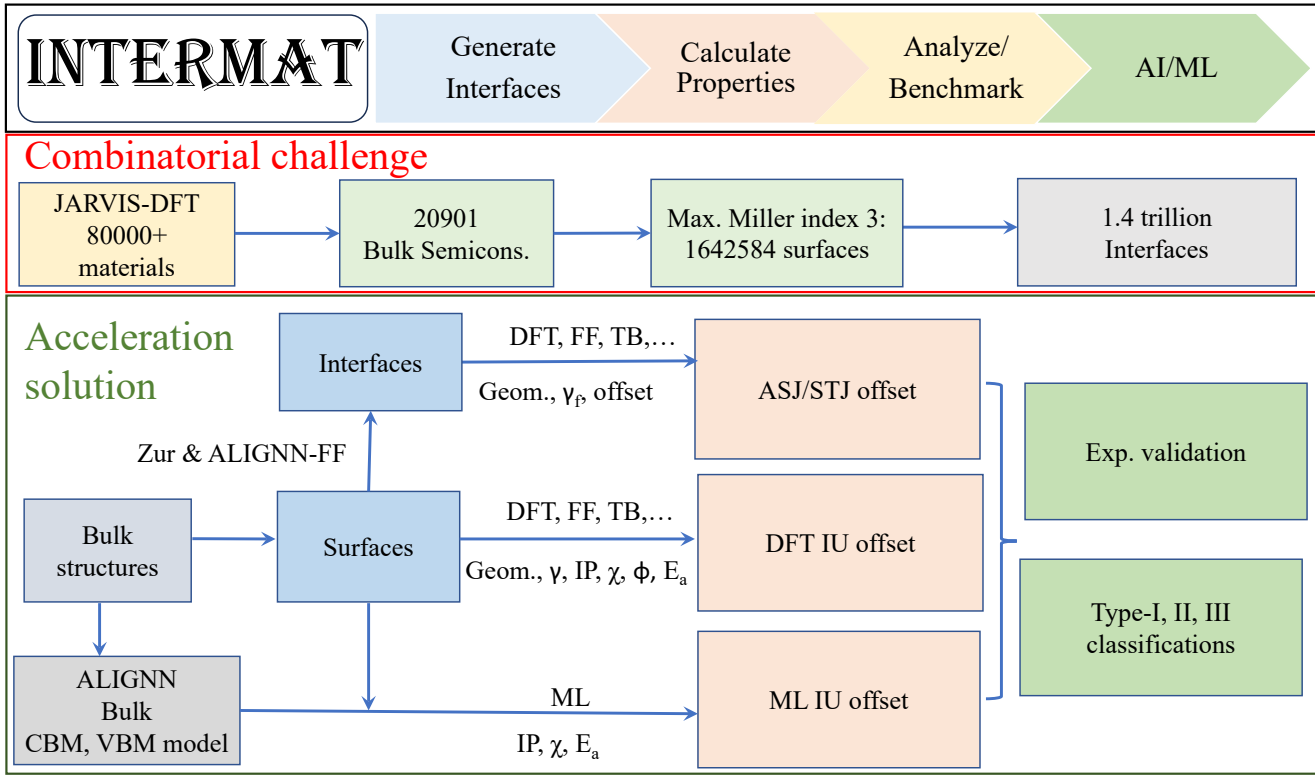 INTERMAT
Generate
Interfaces
Calculate
Properties
Analyze/
Benchmark
AI/ML
Combinatorial challenge
JARVIS-DFT
80000+
materials
20901
Bulk Semicons.
Max. Miller index 3:
1642584 surfaces
1.4 trillion
Interfaces
Acceleration
solution
Interfaces
DFT, FF, TB,…
Geom., γf, offset
ASJ/STJ offset
Zur & ALIGNN-FF
Bulk
structures
Surfaces
DFT, FF, TB,…
Geom., γ, IP, χ, ϕ, Ea
DFT IU offset
Exp. validation
Type-I, II, III
classifications
ALIGNN
Bulk
CBM, VBM model
ML
IP, χ, Ea
ML IU offset